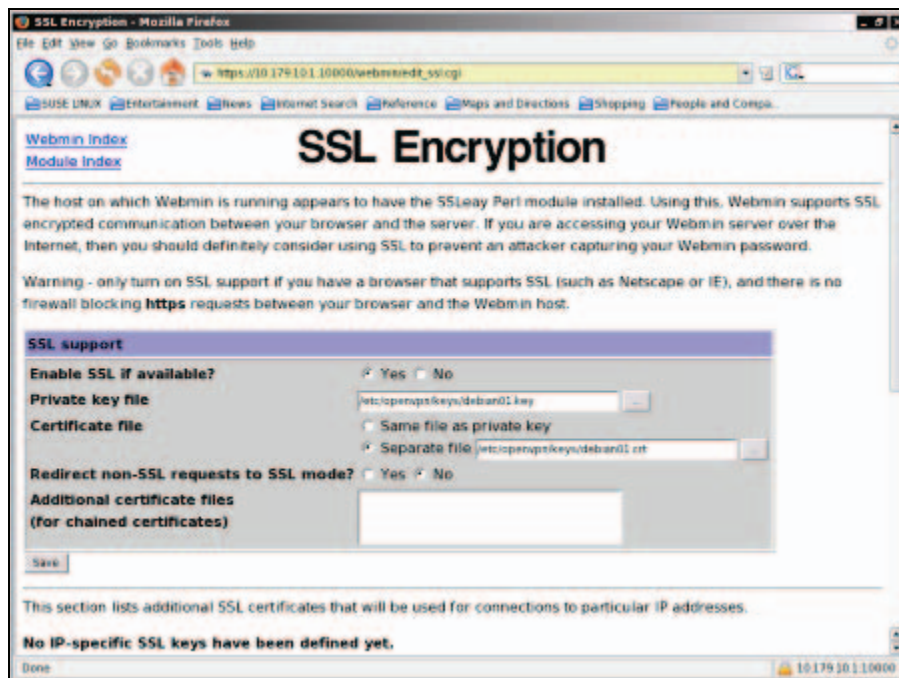 SSL Encryption - Mozilla Firefox
File Edit View Go Bookmarks Tools Help
https://10.179.10.1:10000/webmin/edit_ssl.cgi
SUSE LINUX Entertainment News Internet Search Reference Maps and Directions Shopping People and Compa..
Webmin Index
Module Index
SSL Encryption
The host on which Webmin is running appears to have the SSLeay Perl module installed. Using this, Webmin supports SSL
encrypted communication between your browser and the server. If you are accessing your Webmin server over the
Internet, then you should definitely consider using SSL to prevent an attacker capturing your Webmin password.
Warning - only turn on SSL support if you have a browser that supports SSL (such as Netscape or IE), and there is no
firewall blocking https requests between your browser and the Webmin host.
SSL support
Enable SSL if available? Yes No
Private key file /etc/openvpn/keys/debian01.key ...
Certificate file Same file as private key
Separate file /etc/openvpn/keys/debian01.crt ...
Redirect non-SSL requests to SSL mode? Yes No
Additional certificate files
(for chained certificates)
Save
This section lists additional SSL certificates that will be used for connections to particular IP addresses.
No IP-specific SSL keys have been defined yet.
Done 10.179.10.1:10000